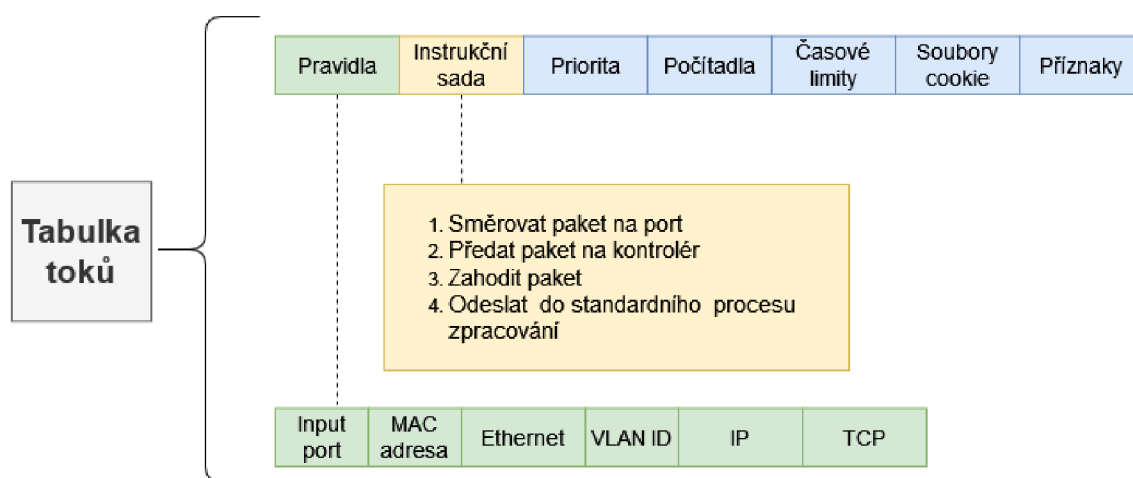 Pravidla
Instrukční
sada
Priorita
Počítadla
Časové
limity
Soubory
cookie
Příznaky
Tabulka
toků
1. Směrovat paket na port
2. Předat paket na kontrolér
3. Zahodit paket
4. Odeslat do standardního procesu
zpracování
Input
port
MAC
adresa
Ethernet
VLAN ID
IP
TCP